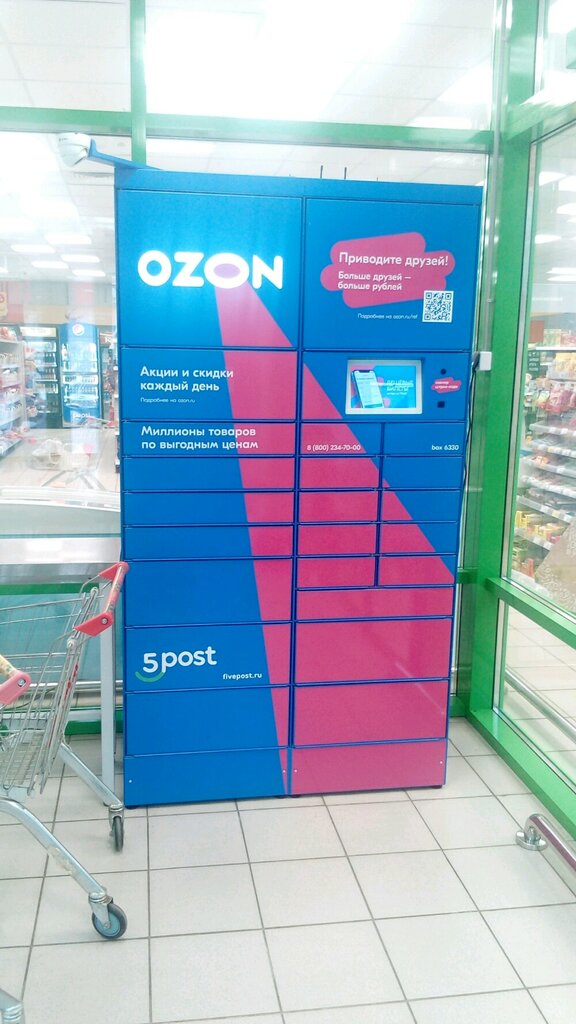 OZON
Приводите друзей!
Больше друзей —
больше рублей
Подробнее на ozon.ru/ref
Акции и скидки
каждый день
Подробнее на ozon.ru
Миллионы товаров
по выгодным ценам
8 (800) 234-70-00
box 6330
5post
fivepost.ru
pepsi